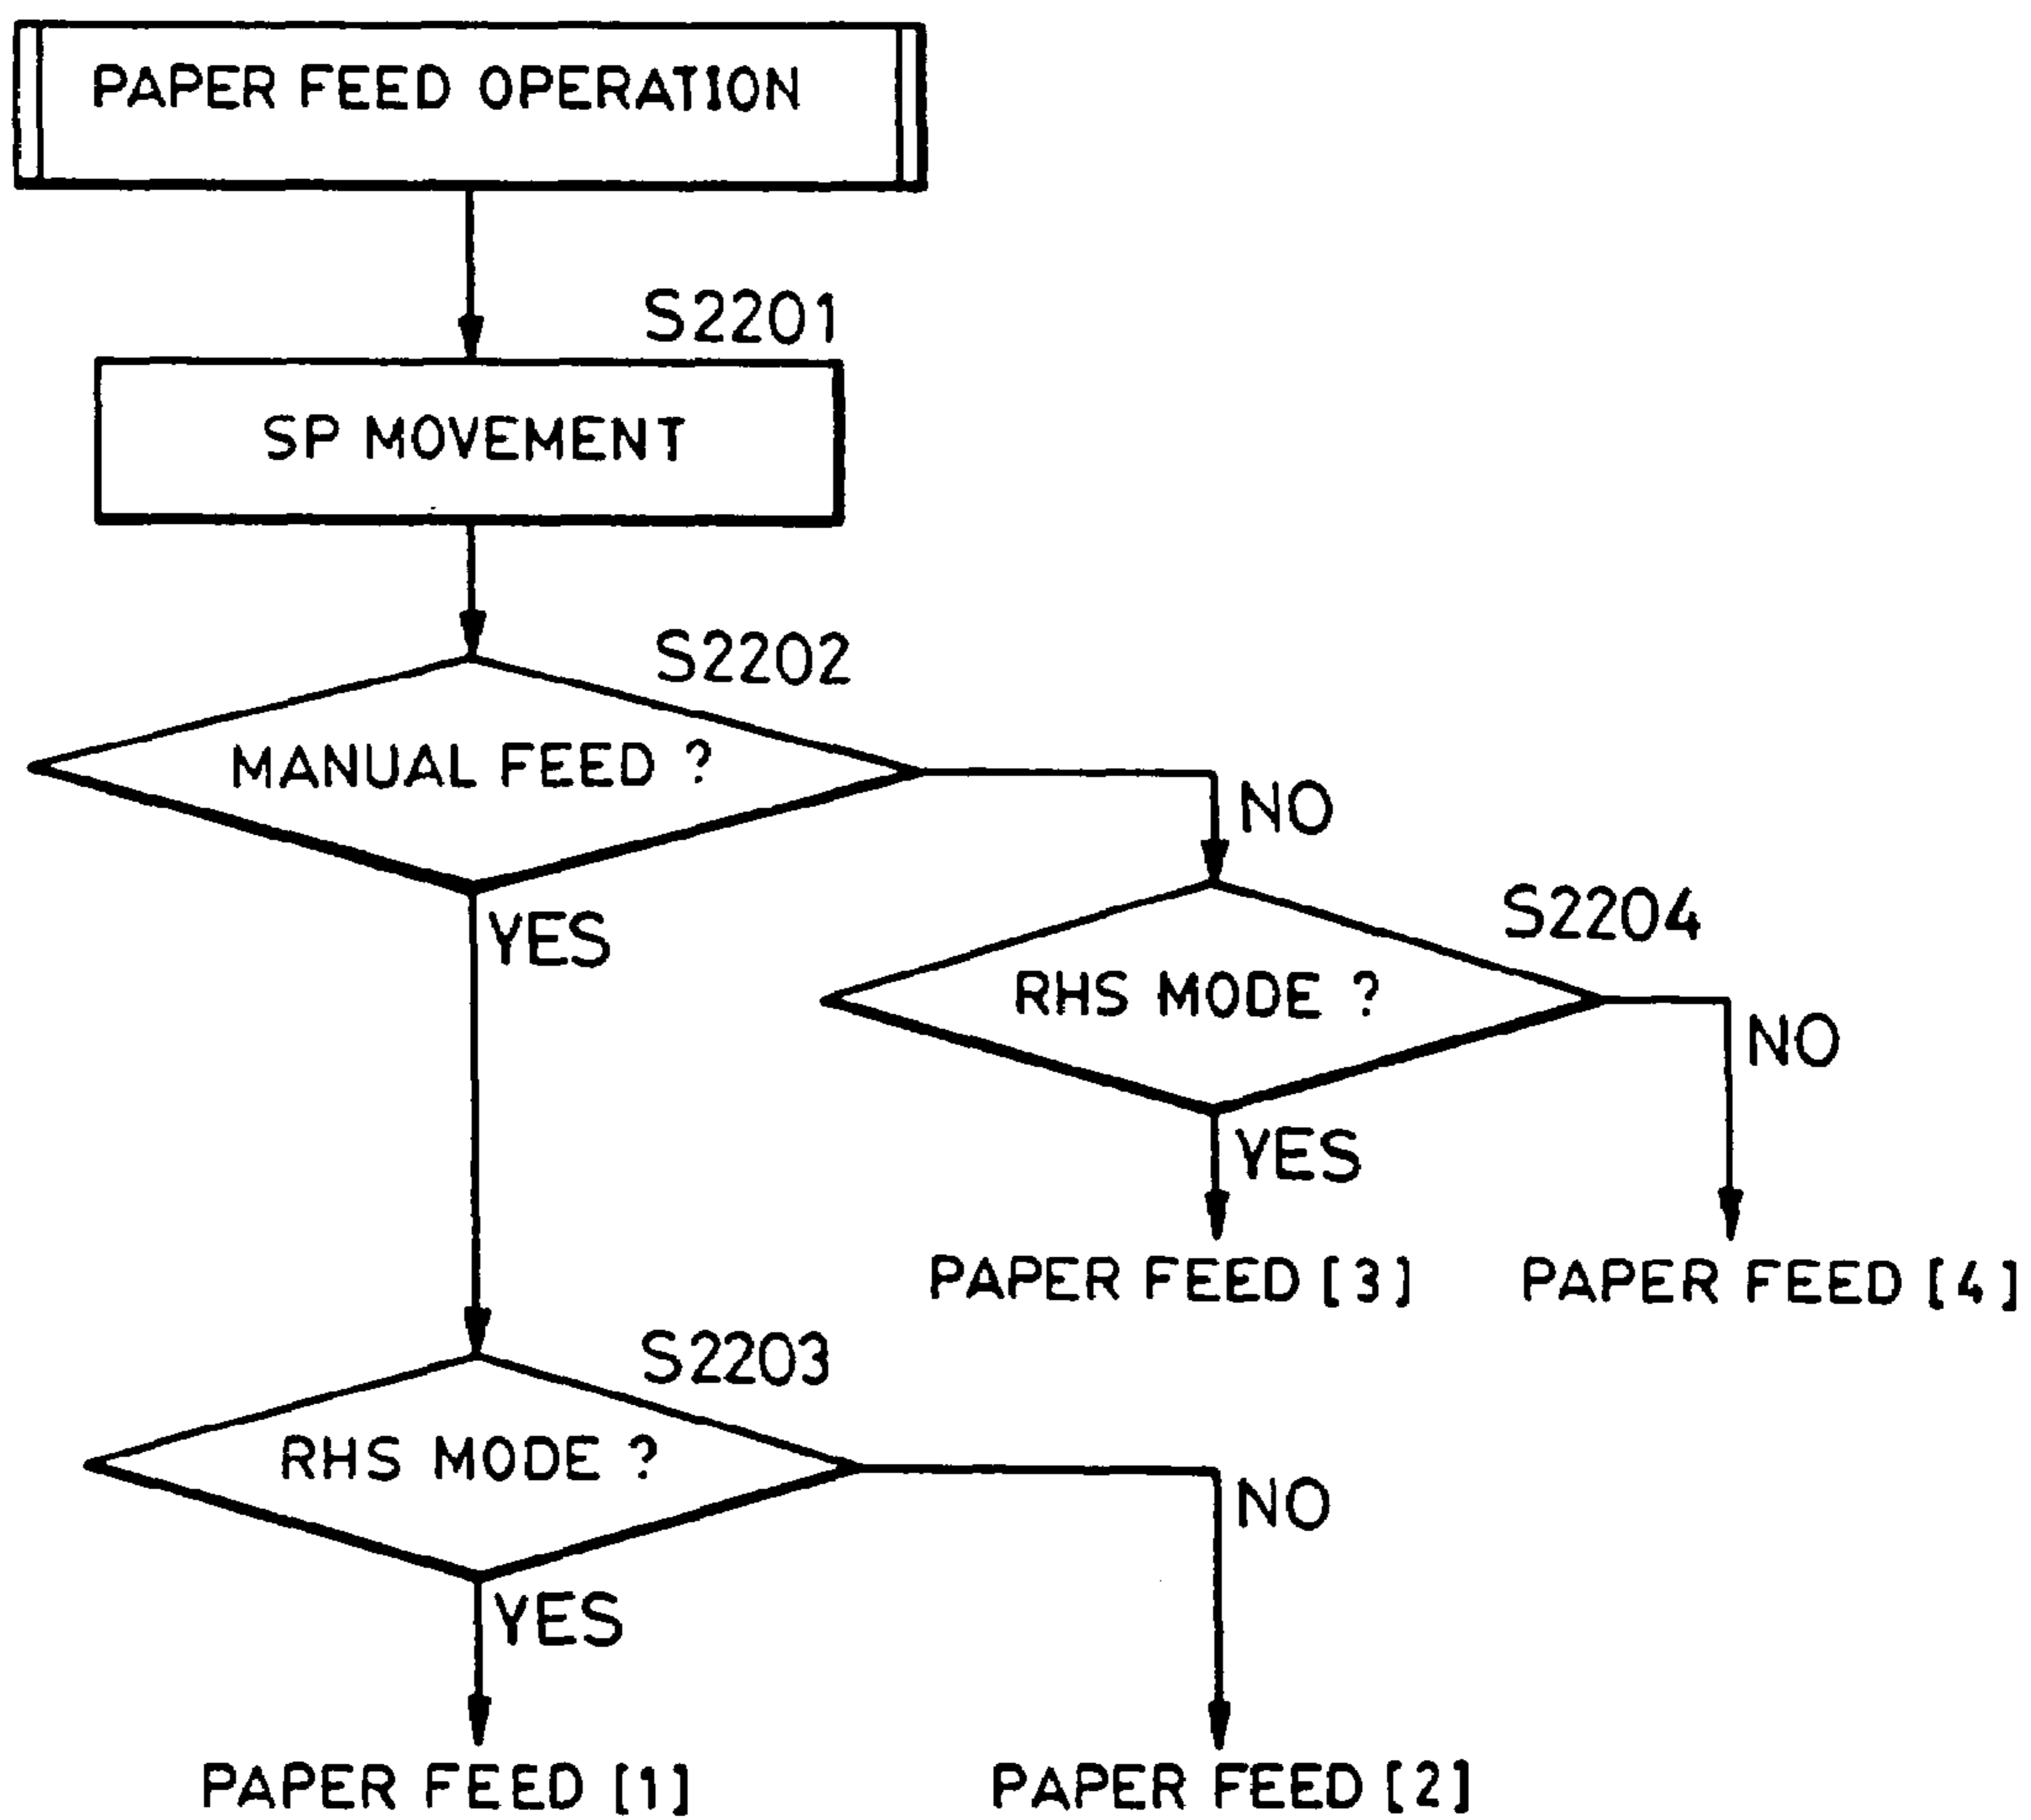 PAPER FEED OPERATION
S2201
SP MOVEMENT
S2202
MANUAL FEED ?
NO
YES
S2204
RHS MODE ?
NO
YES
PAPER FEED [3]
PAPER FEED [4]
S2203
RHS MODE ?
NO
YES
PAPER FEED [1]
PAPER FEED [2]